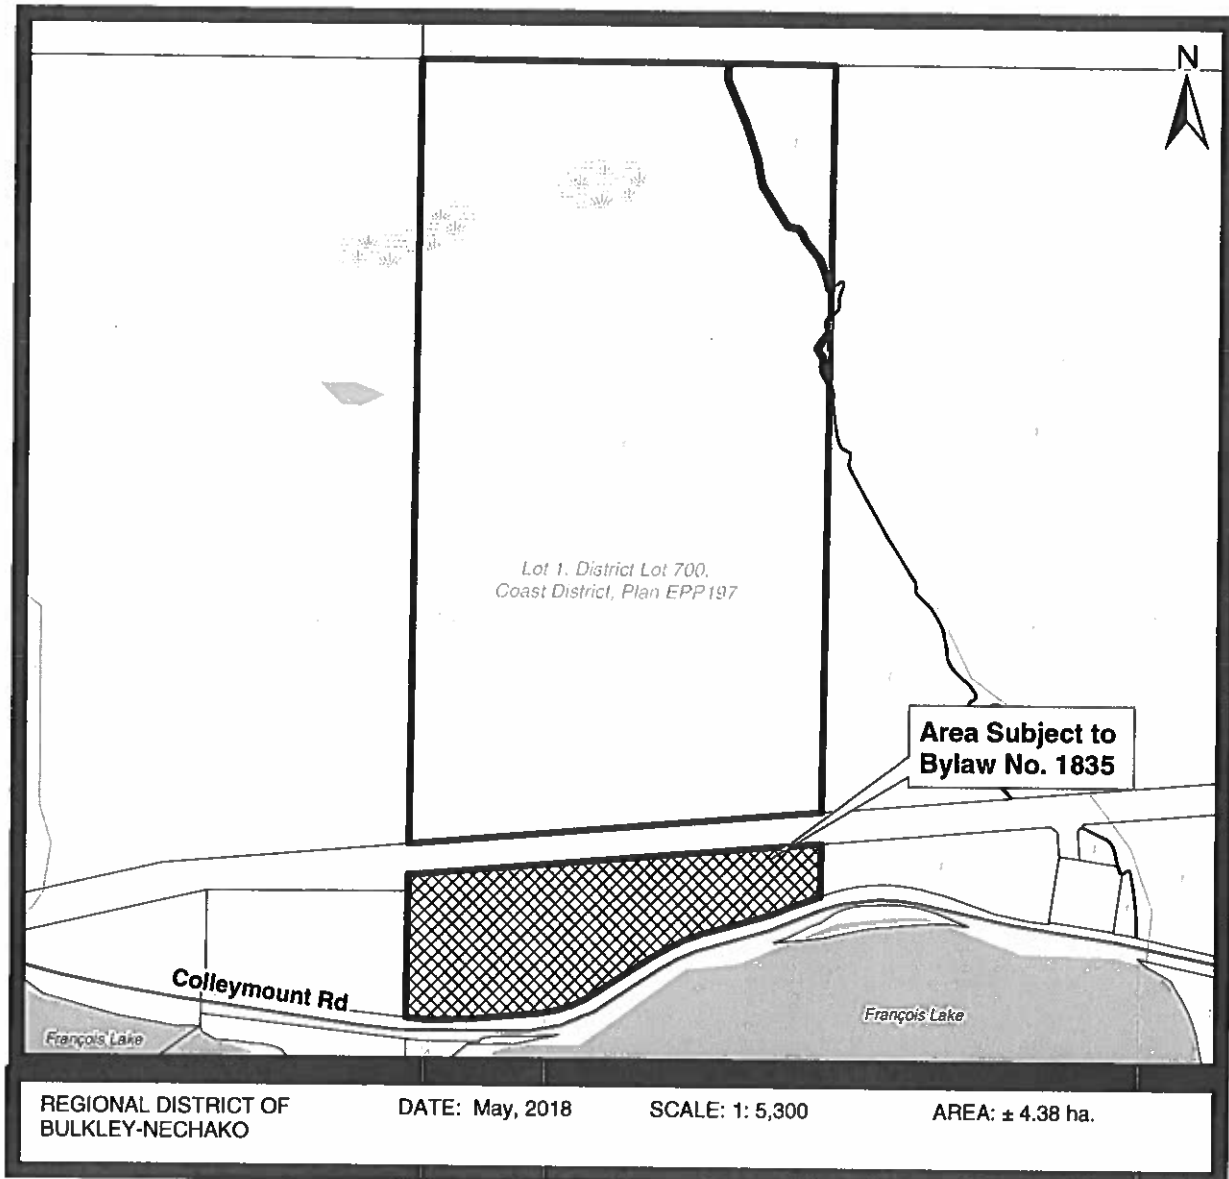 N
Lot 1, District Lot 700,
Coast District, Plan EPP197
Area Subject to
Bylaw No. 1835
Colleymount Rd
François Lake
François Lake
REGIONAL DISTRICT OF
BULKLEY-NECHAKO
DATE: May, 2018
SCALE: 1: 5,300
AREA: ± 4.38 ha.